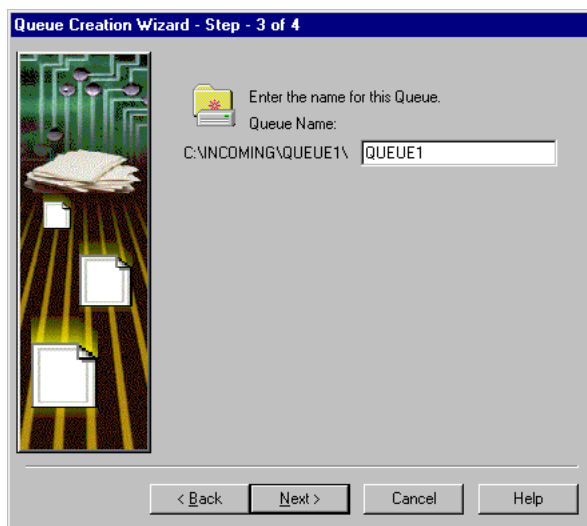 Queue Creation Wizard - Step - 3 of 4
Enter the name for this Queue.
Queue Name:
C:\INCOMING\QUEUE1\ QUEUE1
< Back Next > Cancel Help